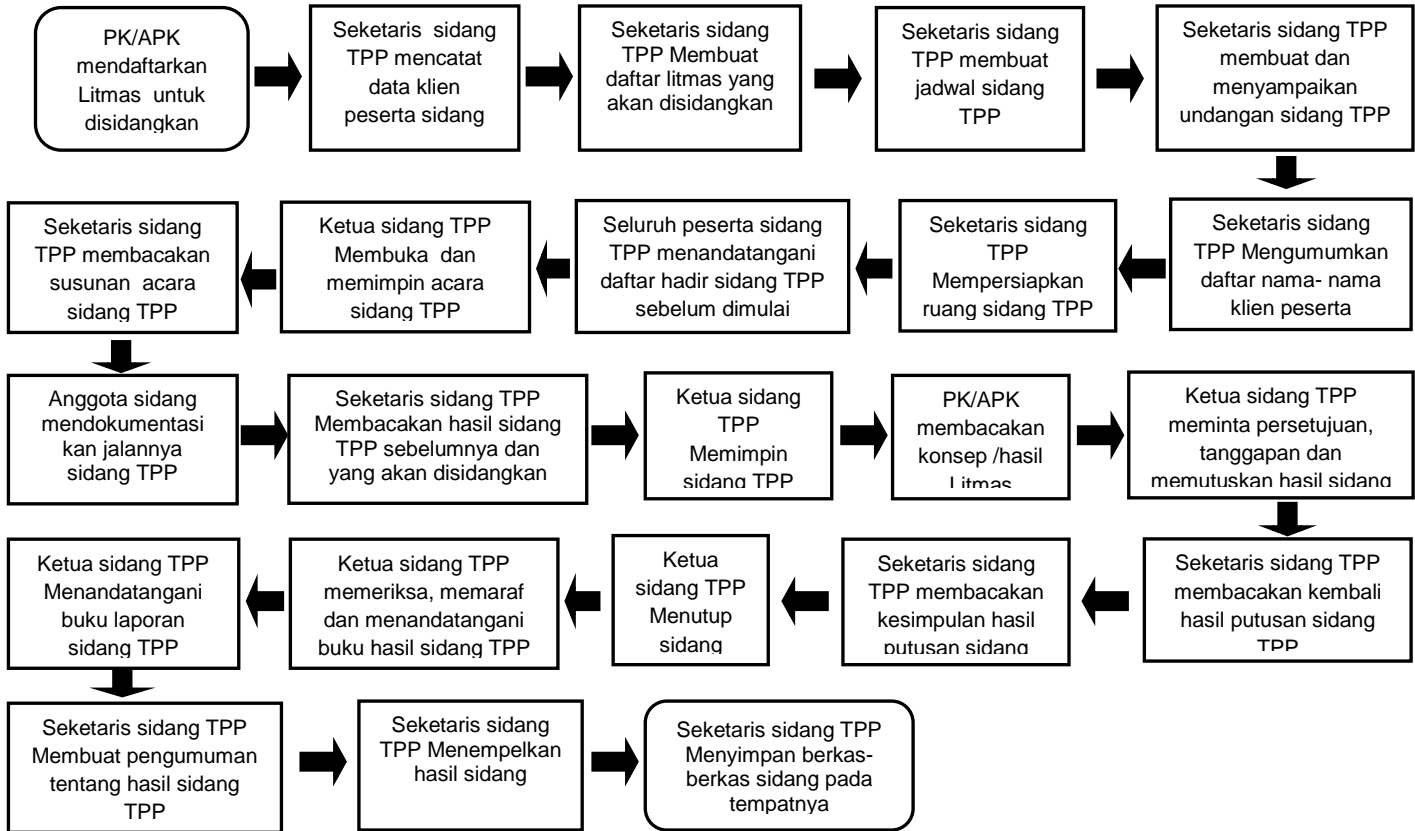 PK/APK
mendaftarkan
Litmas untuk
disidangkan
Seketaris sidang
TPP mencatat
data klien
peserta sidang
Seketaris sidang
TPP Membuat
daftar litmas yang
akan disidangkan
Seketaris sidang
TPP membuat
jadwal sidang
TPP
Seketaris sidang TPP
membuat dan
menyampaikan
undangan sidang TPP
Seketaris sidang
TPP Mengumumkan
daftar nama- nama
klien peserta
Seketaris sidang
TPP
Mempersiapkan
ruang sidang TPP
Seluruh peserta sidang
TPP menandatangani
daftar hadir sidang TPP
sebelum dimulai
Ketua sidang TPP
Membuka dan
memimpin acara
sidang TPP
Seketaris sidang
TPP membacakan
susunan acara
sidang TPP
Anggota sidang
mendokumentasi
kan jalannya
sidang TPP
Seketaris sidang TPP
Membacakan hasil sidang
TPP sebelumnya dan
yang akan disidangkan
Ketua sidang
TPP
Memimpin
sidang TPP
PK/APK
membacakan
konsep /hasil
Litmas
Ketua sidang TPP
meminta persetujuan,
tanggapan dan
memutuskan hasil sidang
Seketaris sidang TPP
membacakan kembali
hasil putusan sidang
TPP
Seketaris sidang
TPP membacakan
kesimpulan hasil
putusan sidang
Ketua
sidang TPP
Menutup
sidang
Ketua sidang TPP
memeriksa, memaraf
dan menandatangani
buku hasil sidang TPP
Ketua sidang TPP
Menandatangani
buku laporan
sidang TPP
Seketaris sidang TPP
Membuat pengumuman
tentang hasil sidang
TPP
Seketaris sidang
TPP Menempelkan
hasil sidang
Seketaris sidang TPP
Menyimpan berkas-
berkas sidang pada
tempatnya